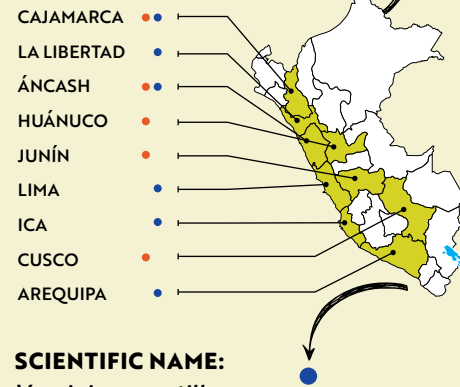 CAJAMARCA
LA LIBERTAD
ÁNCASH
HUÁNUCO
JUNÍN
LIMA
ICA
CUSCO
AREQUIPA
SCIENTIFIC NAME: